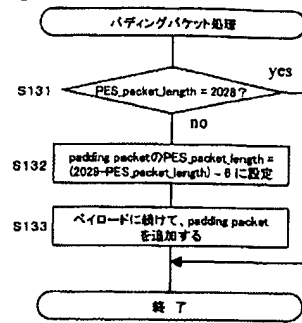 パディングパケット処理
yes
S131
PES_packet_length = 2028?
no
S132
padding packetのPES_packet_length =
(2028-PES_packet_length) - 6 に設定
S133
ペイロードに続けて、padding packet
を追加する
終 了